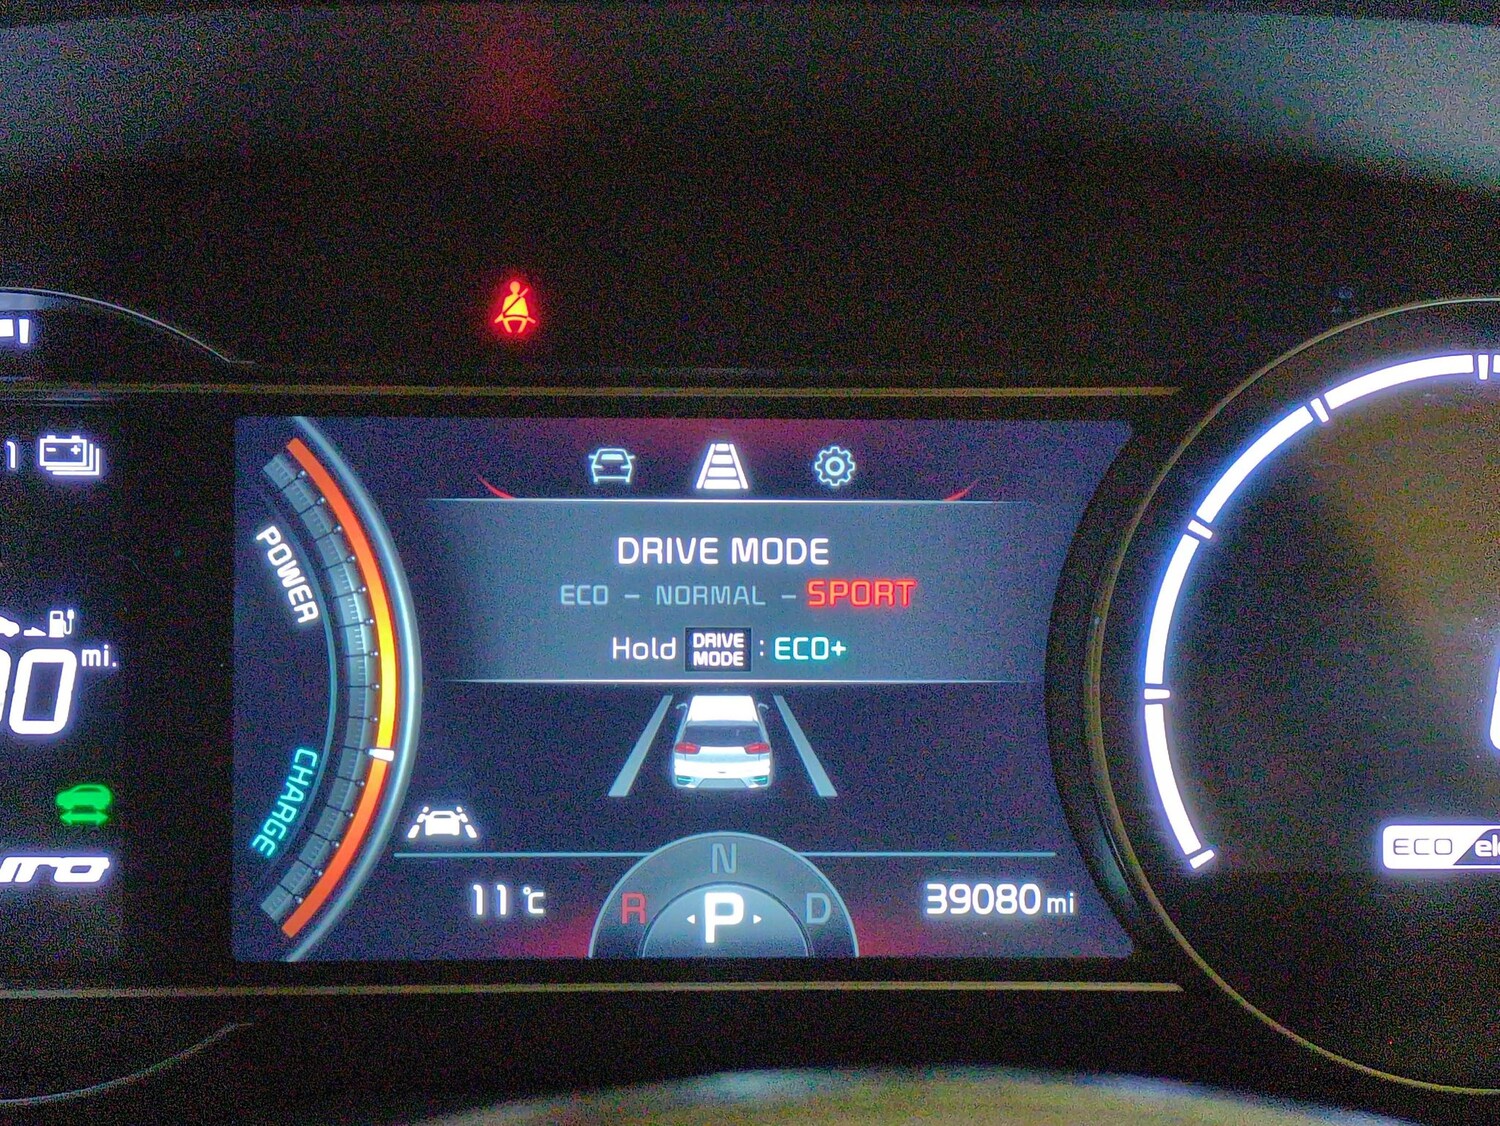 DRIVE MODE
ECO – NORMAL – SPORT
Hold DRIVE MODE : ECO+
POWER
CHARGE
mi.
N
R P D
11°C
39080 mi
ECO